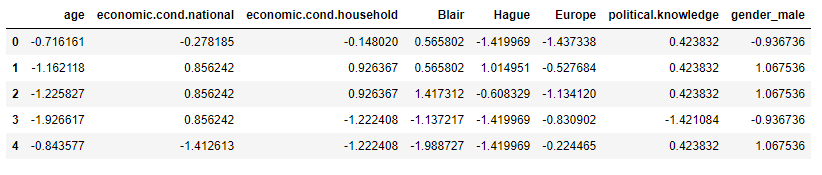 age economic.cond.national economic.cond.household Blair Hague Europe political.knowledge gender_male
0 -0.716161 -0.278185 -0.148020 0.565802 -1.419969 -1.437338 0.423832 -0.936736
1 -1.162118 0.856242 0.926367 0.565802 1.014951 -0.527684 0.423832 1.067536
2 -1.225827 0.856242 0.926367 1.417312 -0.608329 -1.134120 0.423832 1.067536
3 -1.926617 0.856242 -1.222408 -1.137217 -1.419969 -0.830902 -1.421084 -0.936736
4 -0.843577 -1.412613 -1.222408 -1.988727 -1.419969 -0.224465 0.423832 1.067536